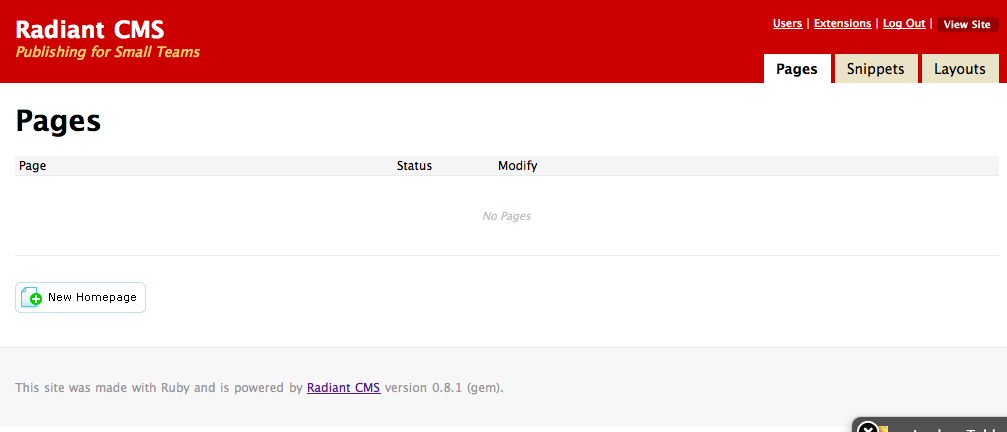 Radiant CMS
Publishing for Small Teams
Users | Extensions | Log Out | View Site
Pages Snippets Layouts
Pages
Page Status Modify
No Pages
New Homepage
This site was made with Ruby and is powered by Radiant CMS version 0.8.1 (gem).